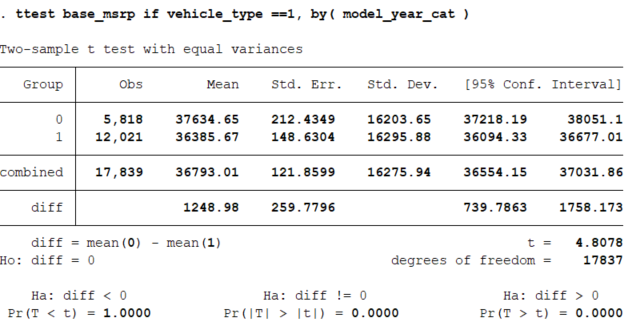 . ttest base_msrp if vehicle_type ==1, by( model_year_cat )
Two-sample t test with equal variances
Group Obs Mean Std. Err. Std. Dev. [95% Conf. Interval]
0 5,818 37634.65 212.4349 16203.65 37218.19 38051.1
1 12,021 36385.67 148.6304 16295.88 36094.33 36677.01
combined 17,839 36793.01 121.8599 16275.94 36554.15 37031.86
diff 1248.98 259.7796 739.7863 1758.173
diff = mean(0) - mean(1) t = 4.8078
Ho: diff = 0 degrees of freedom = 17837
Ha: diff < 0 Ha: diff != 0 Ha: diff > 0
Pr(T < t) = 1.0000 Pr(|T| > |t|) = 0.0000 Pr(T > t) = 0.0000